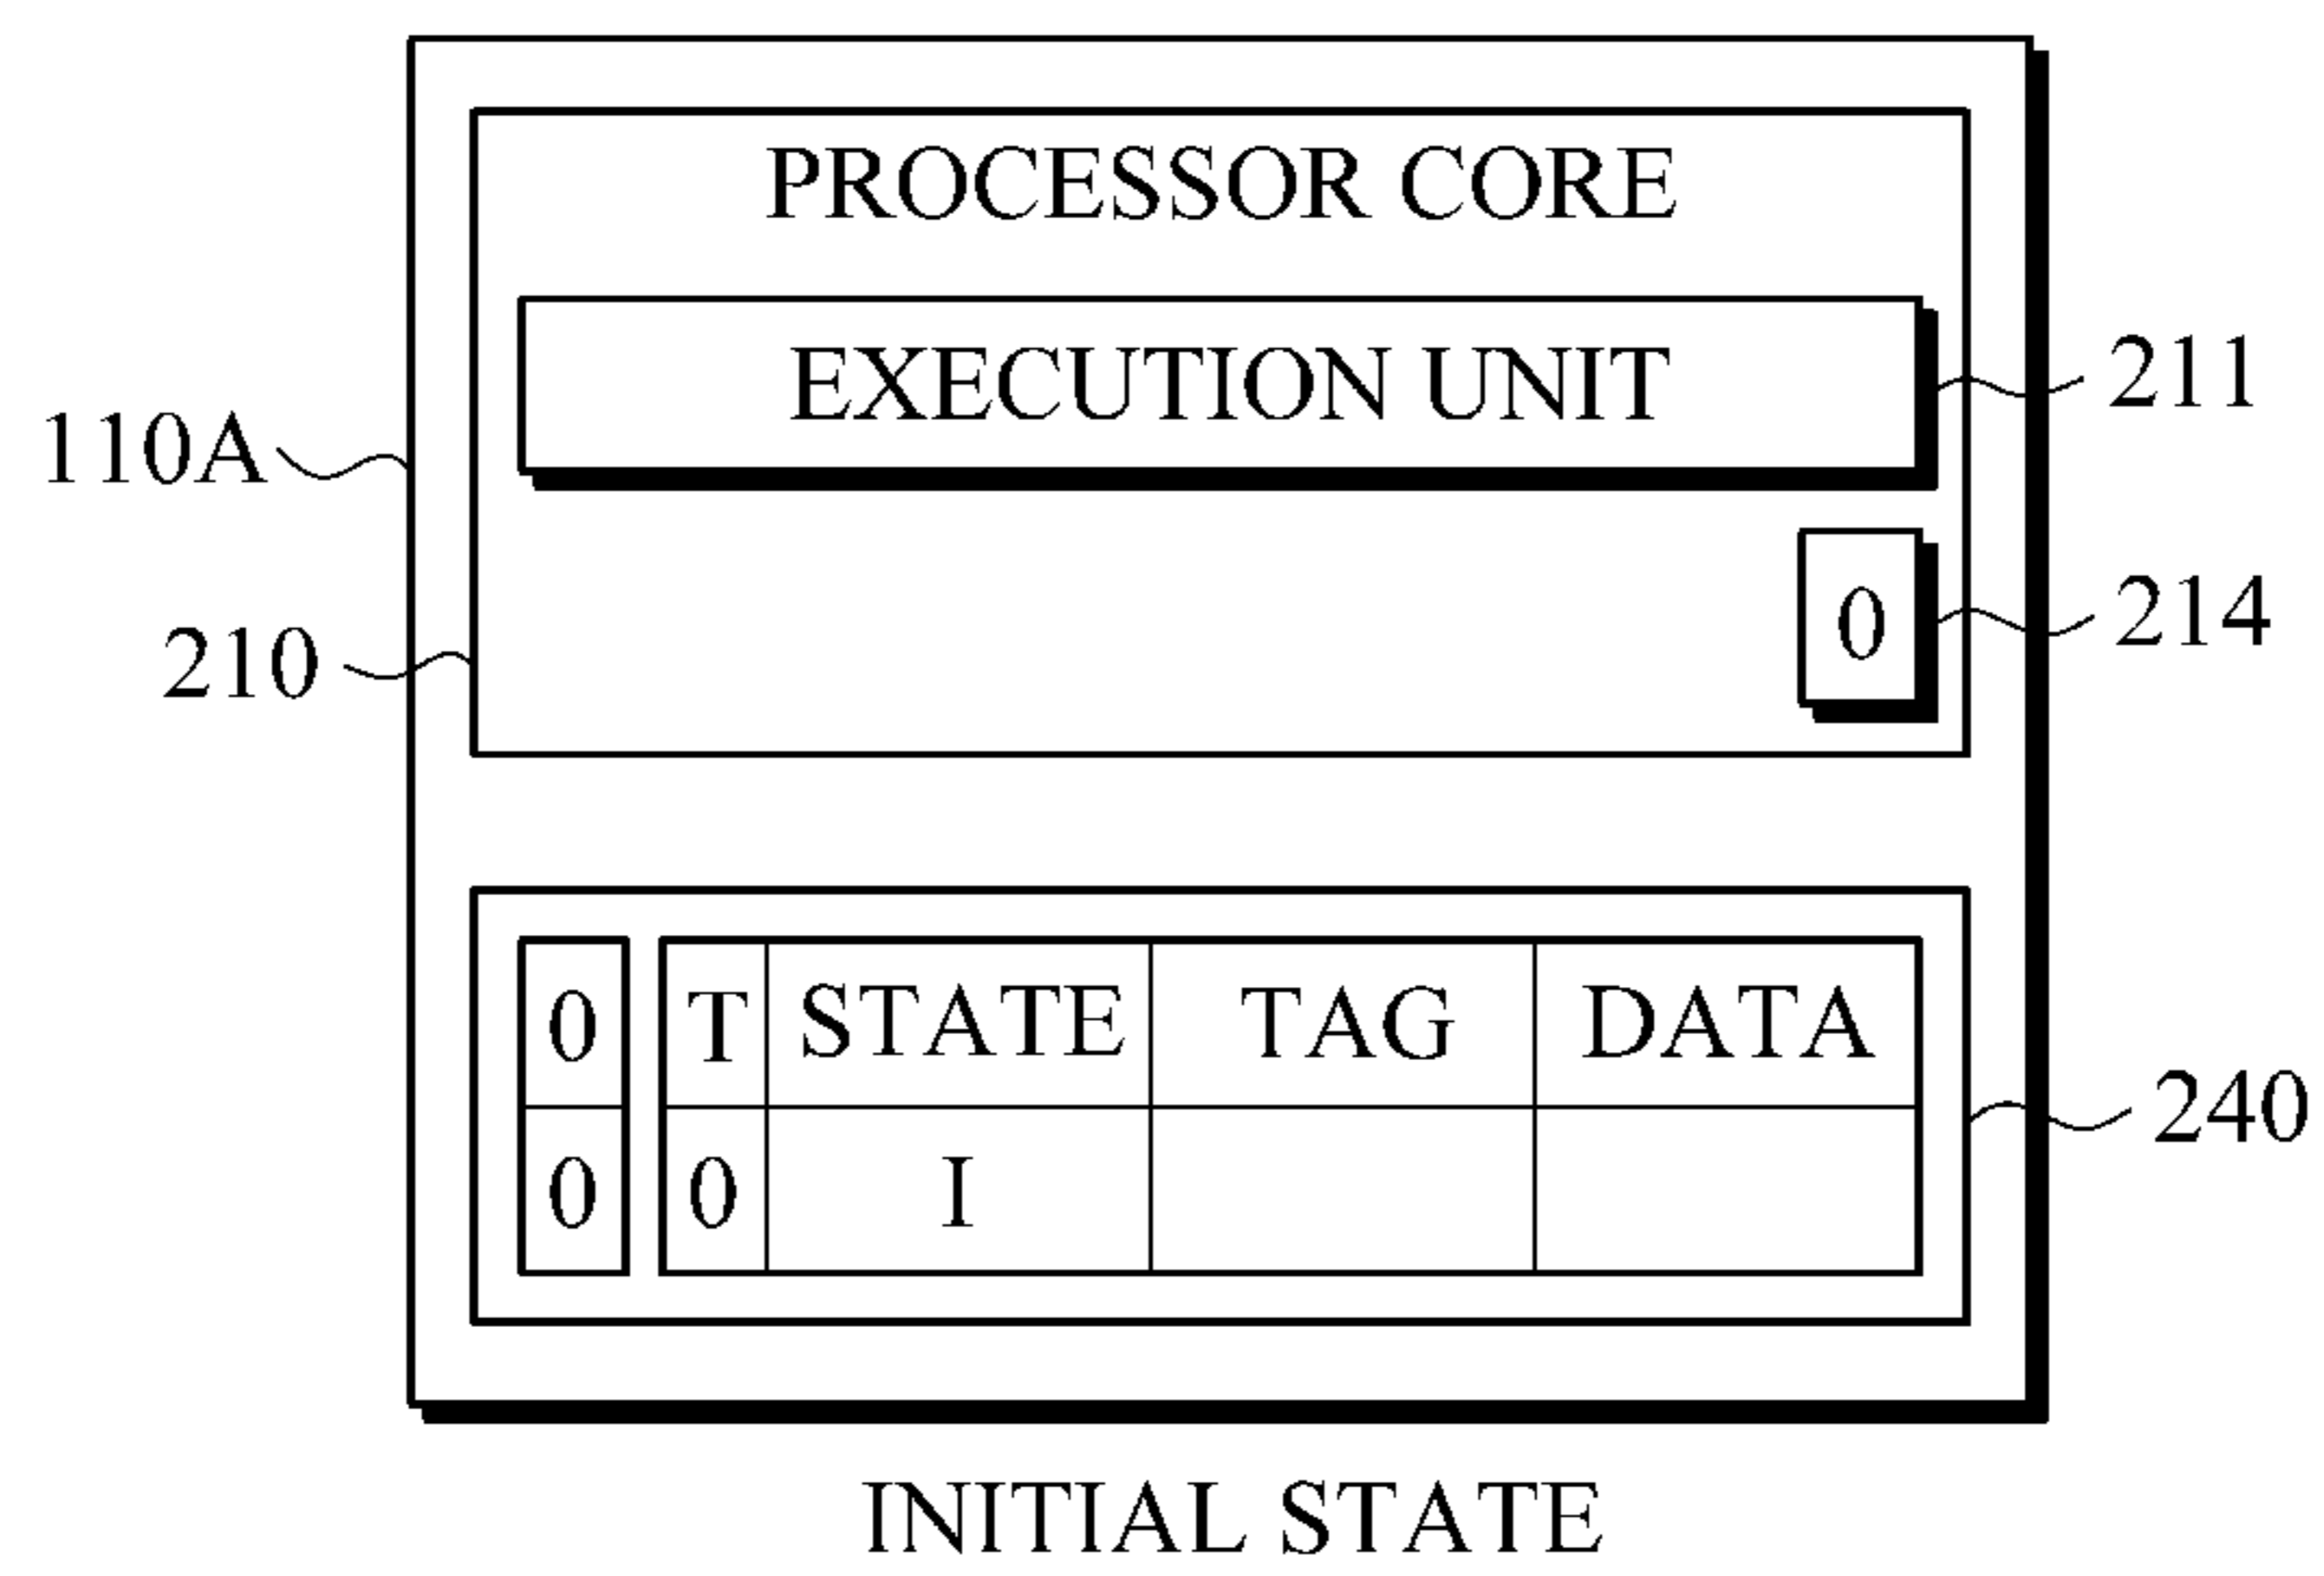 PROCESSOR CORE
EXECUTION UNIT
211
110A
0
214
210
0 T STATE TAG DATA
240
0 0 I
INITIAL STATE